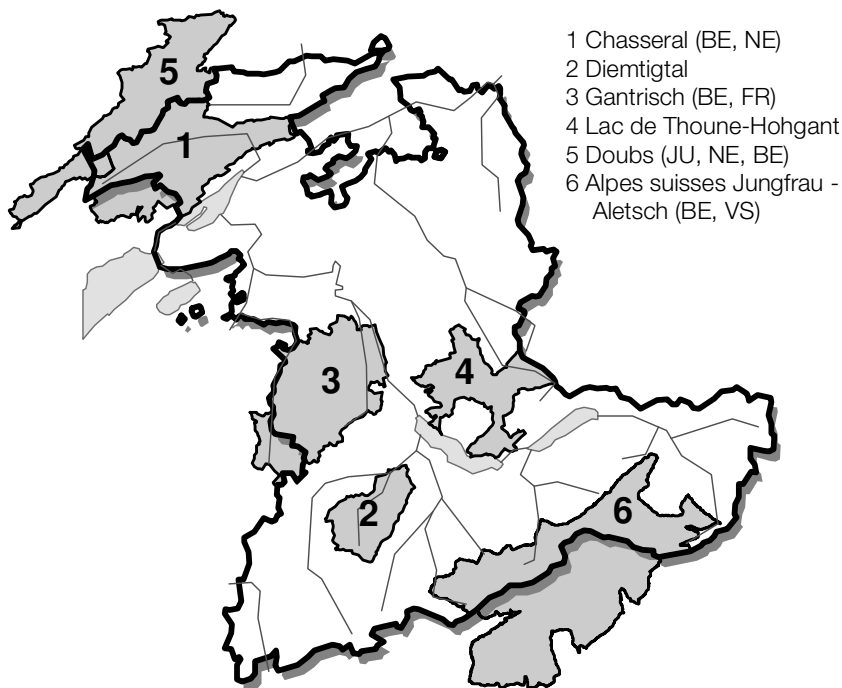 1 Chasseral (BE, NE)
2 Diemtigtal
3 Gantrisch (BE, FR)
4 Lac de Thoune-Hohgant
5 Doubs (JU, NE, BE)
6 Alpes suisses Jungfrau -
Aletsch (BE, VS)
5
1
3
4
2
6